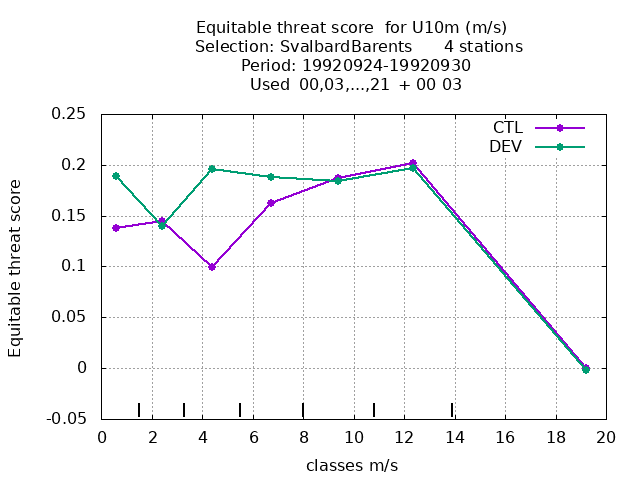 Equitable threat score for U10m (m/s)
Selection: SvalbardBarents 4 stations
Period: 19920924-19920930
Used 00,03,...,21 + 00 03
CTL
DEV
Equitable threat score
0.25
0.2
0.15
0.1
0.05
0
-0.05
0 2 4 6 8 10 12 14 16 18 20
classes m/s